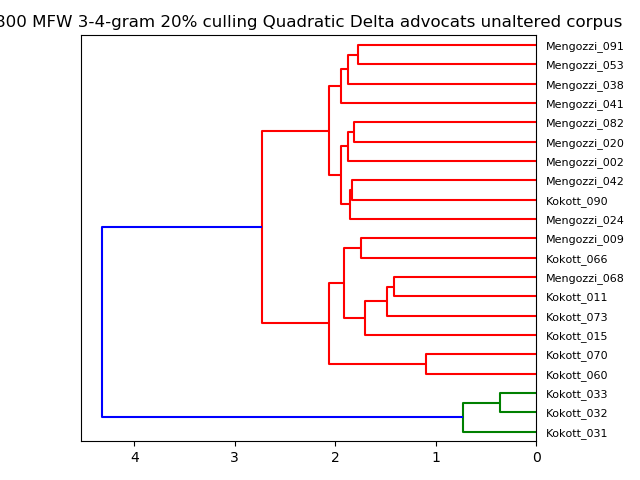 300 MFW 3-4-gram 20% culling Quadratic Delta advocats unaltered corpus
Mengozzi_091
Mengozzi_053
Mengozzi_038
Mengozzi_041
Mengozzi_082
Mengozzi_020
Mengozzi_002
Mengozzi_042
Kokott_090
Mengozzi_024
Mengozzi_009
Kokott_066
Mengozzi_068
Kokott_011
Kokott_073
Kokott_015
Kokott_070
Kokott_060
Kokott_033
Kokott_032
Kokott_031
4 3 2 1 0